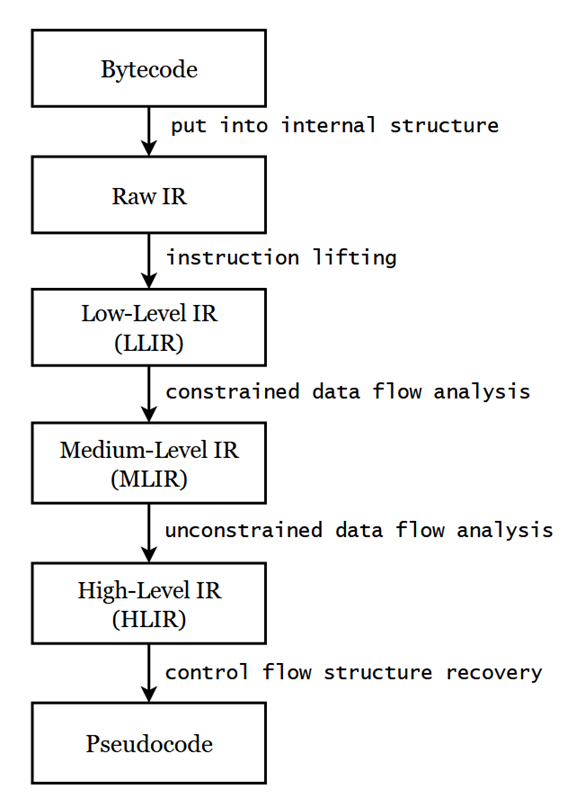 Bytecode
put into internal structure
Raw IR
instruction lifting
Low-Level IR
(LLIR)
constrained data flow analysis
Medium-Level IR
(MLIR)
unconstrained data flow analysis
High-Level IR
(HLIR)
control flow structure recovery
Pseudocode